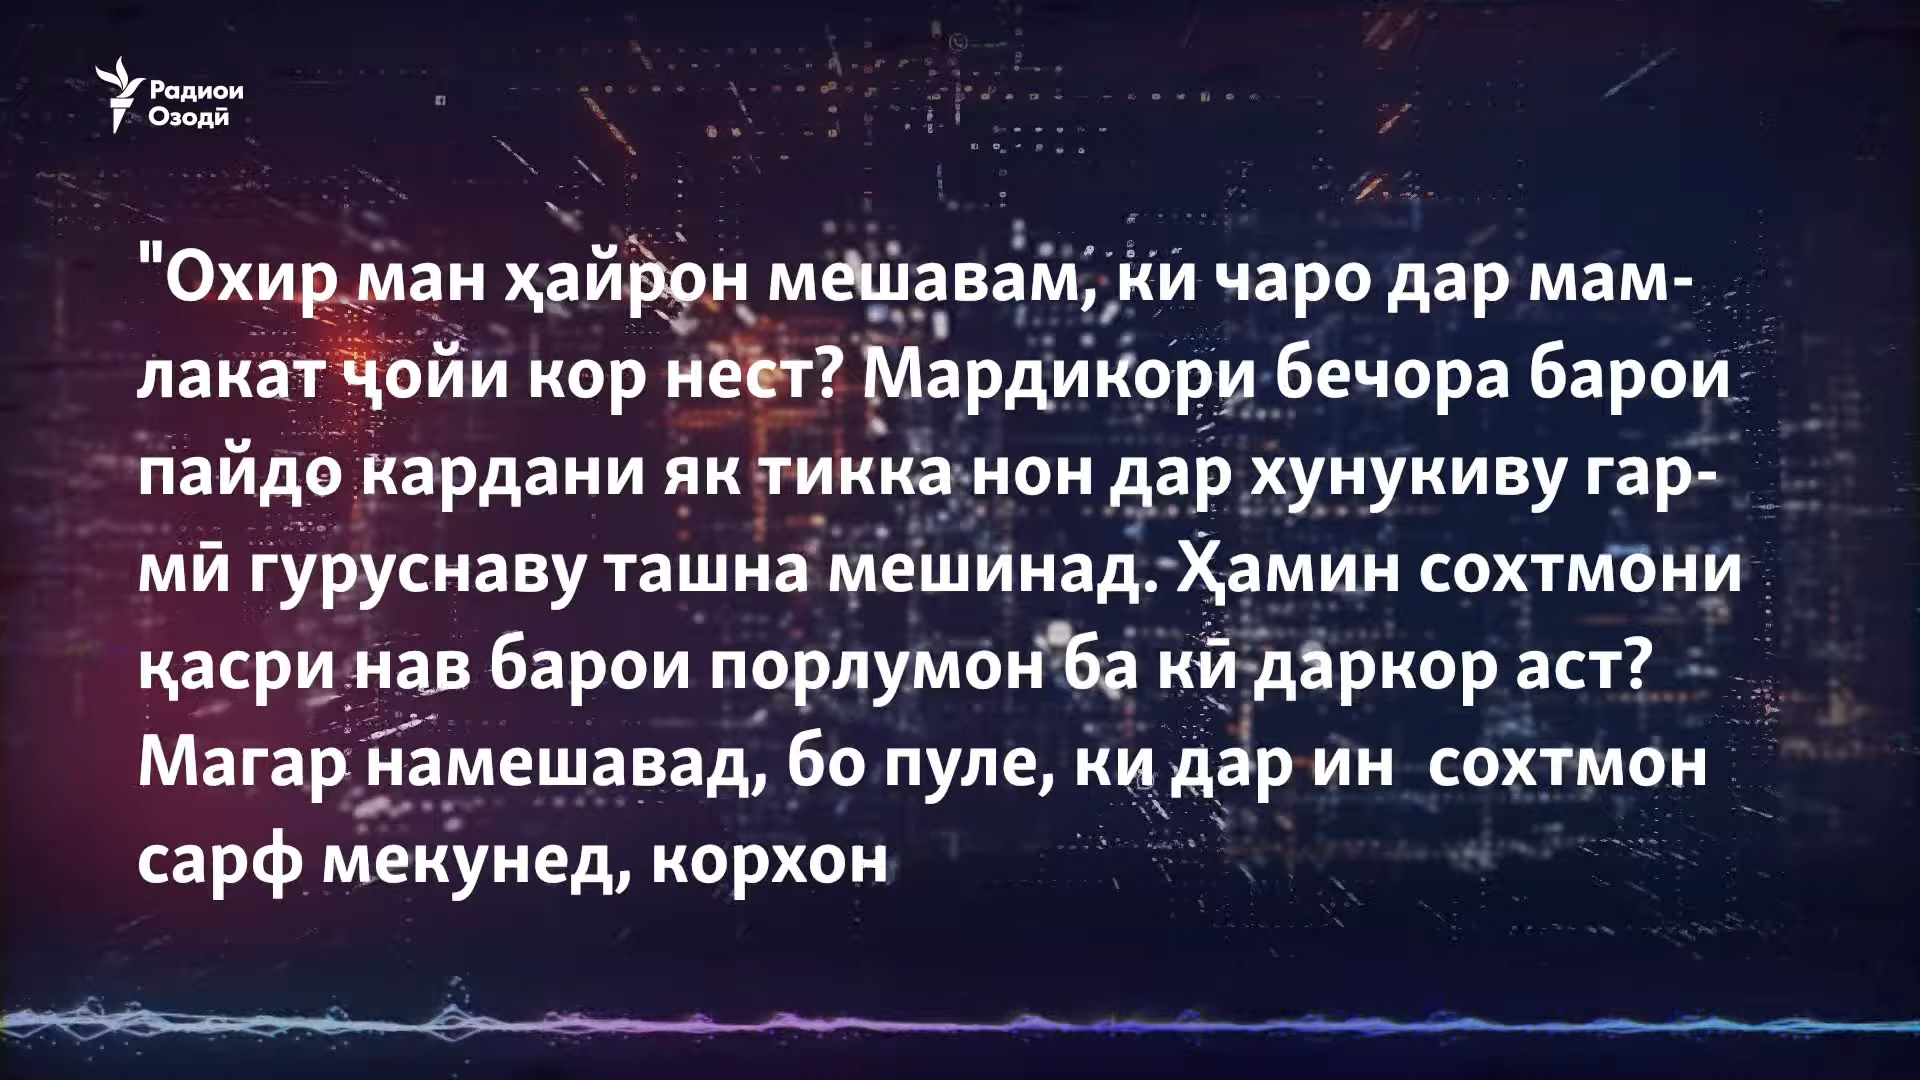 Радиои
Озодӣ
"Охир ман ҳайрон мешавам, ки чаро дар мам-
лакат ҷойи кор нест? Мардикори бечора барои
пайдо кардани як тикка нон дар хунукиву гар-
мӣ гуруснаву ташна мешинад. Ҳамин сохтмони
қасри нав барои порлумон ба кӣ даркор аст?
Магар намешавад, бо пуле, ки дар ин  сохтмон
сарф мекунед, корхон